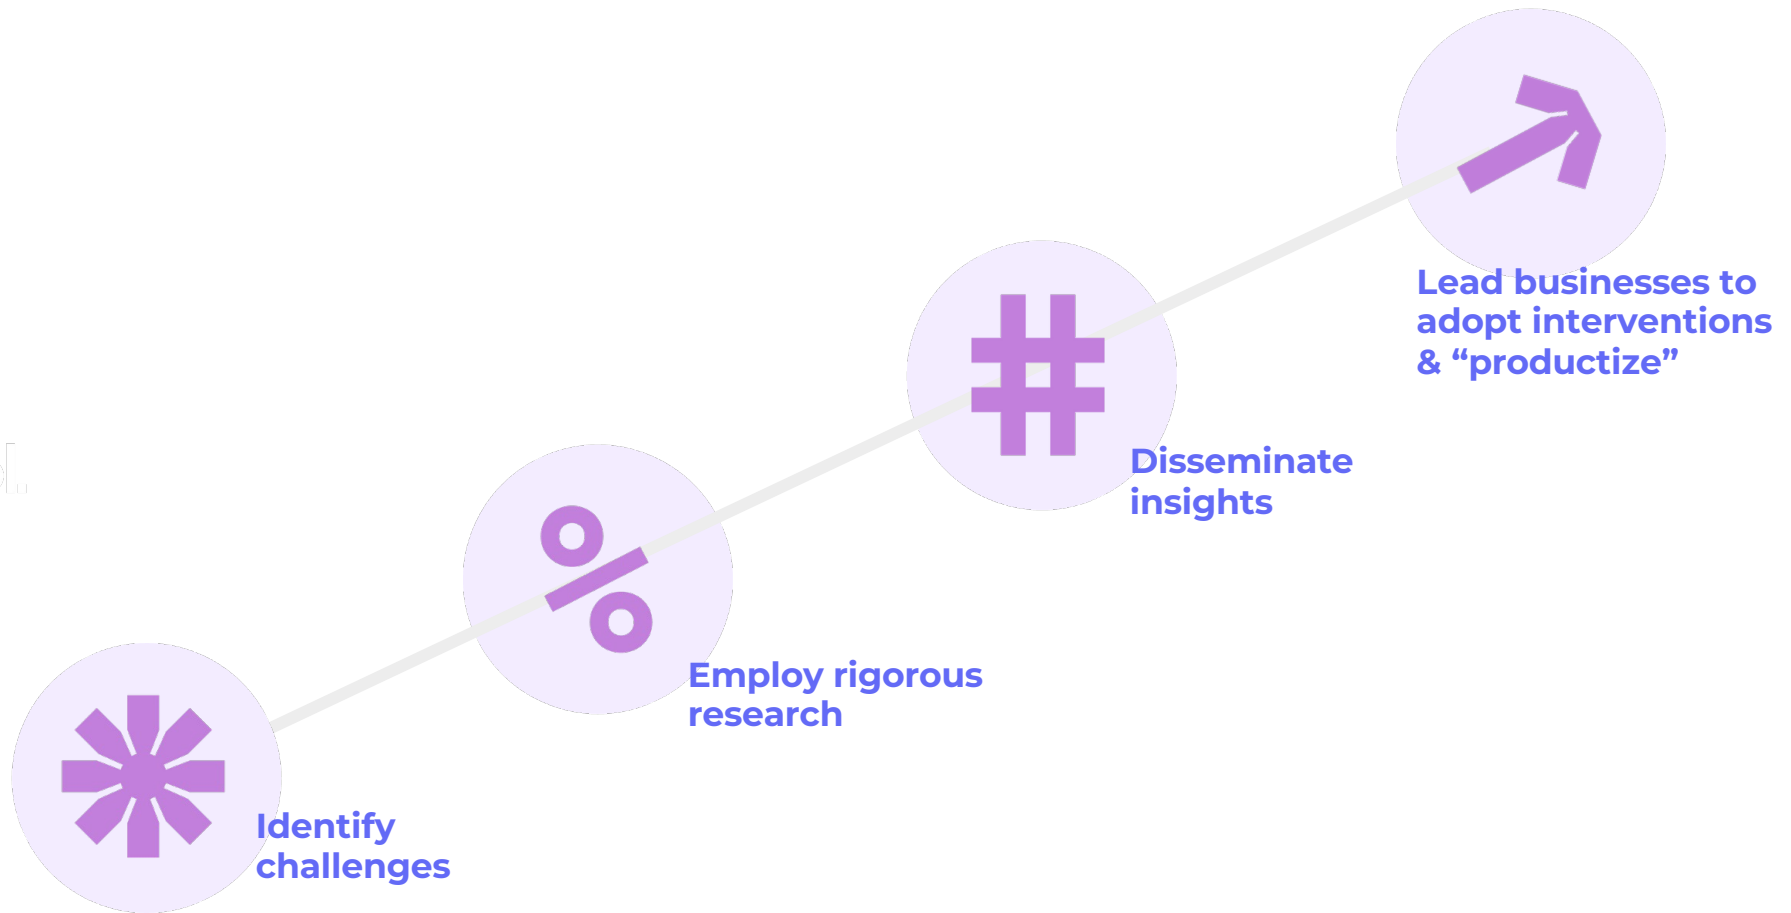 Lead businesses to
adopt interventions
& “productize”
Disseminate
insights
Employ rigorous
research
Identify
challenges